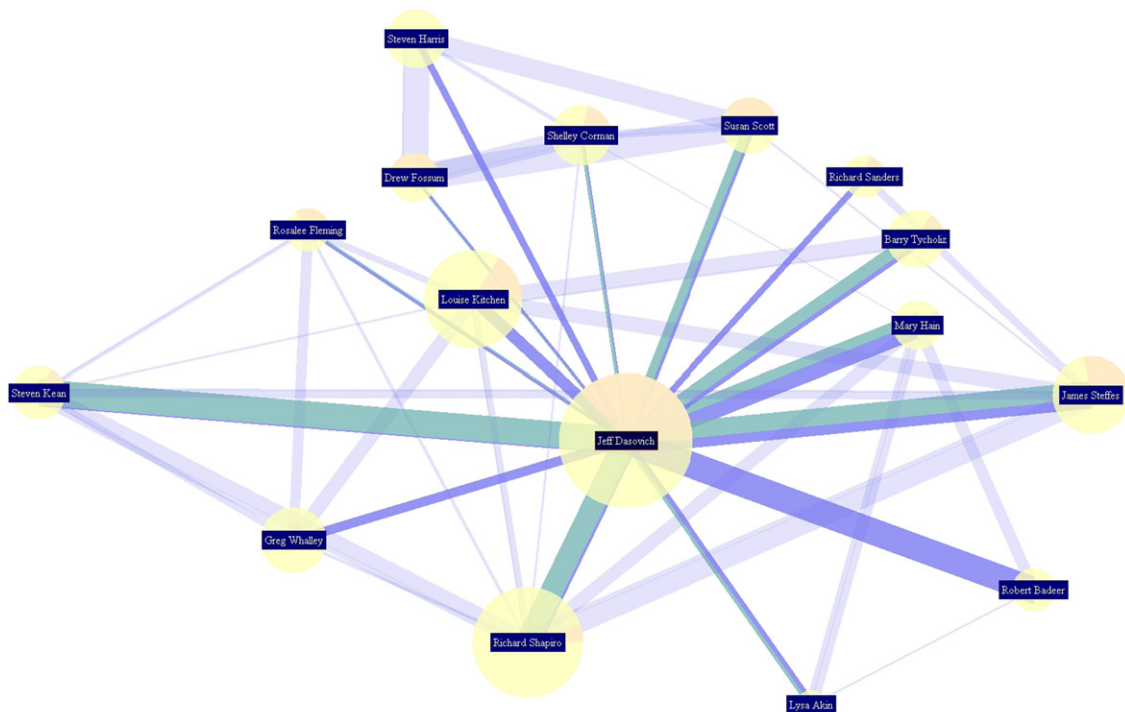 Steven Harris
Susan Scott
Shelley Corman
Drew Fossum
Richard Sanders
Rosalee Fleming
Barry Tycholiz
Louise Kitchen
Mary Hain
Steven Kean
James Steffes
Jeff Dasovich
Greg Whalley
Robert Badeer
Richard Shapiro
Lysa Akin